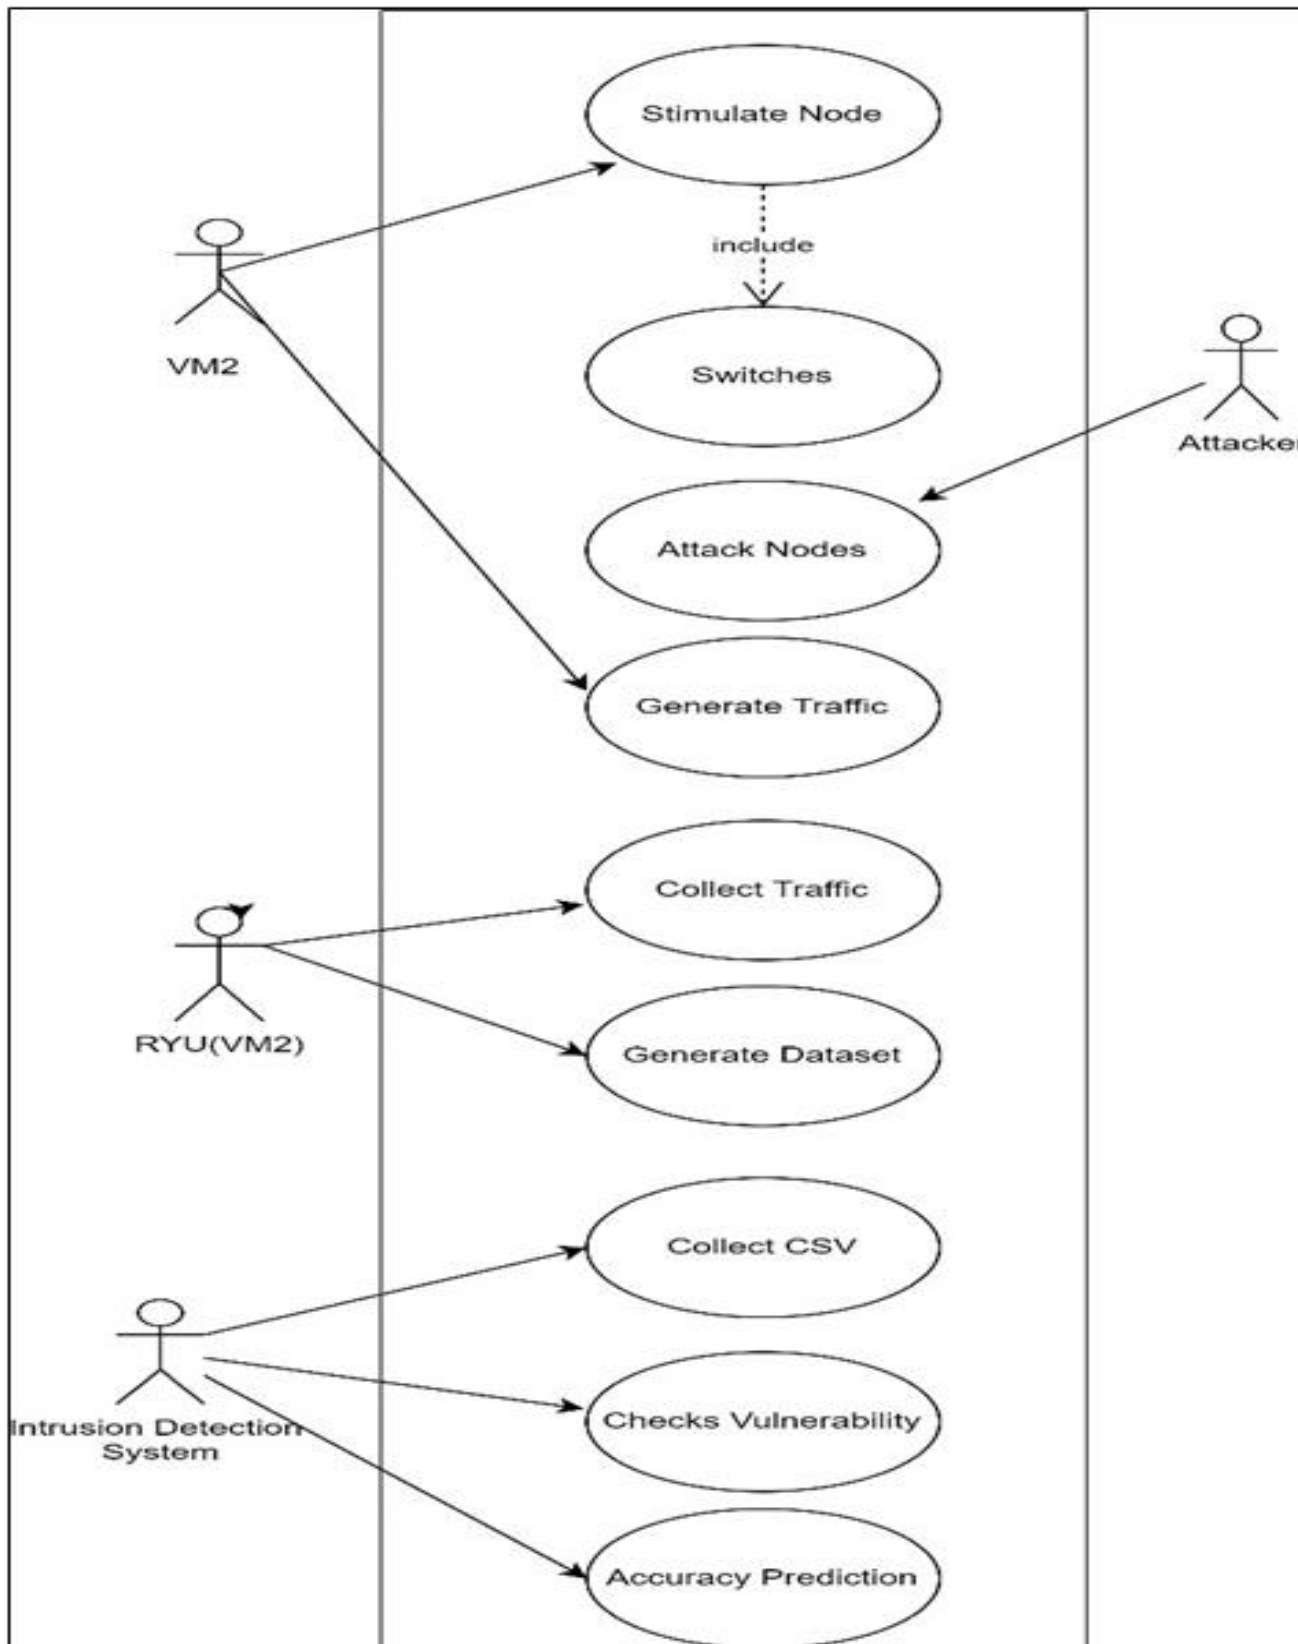 Stimulate Node
include
VM2
Switches
Attacker
Attack Nodes
Generate Traffic
Collect Traffic
RYU(VM2)
Generate Dataset
Collect CSV
Intrusion Detection
System
Checks Vulnerability
Accuracy Prediction